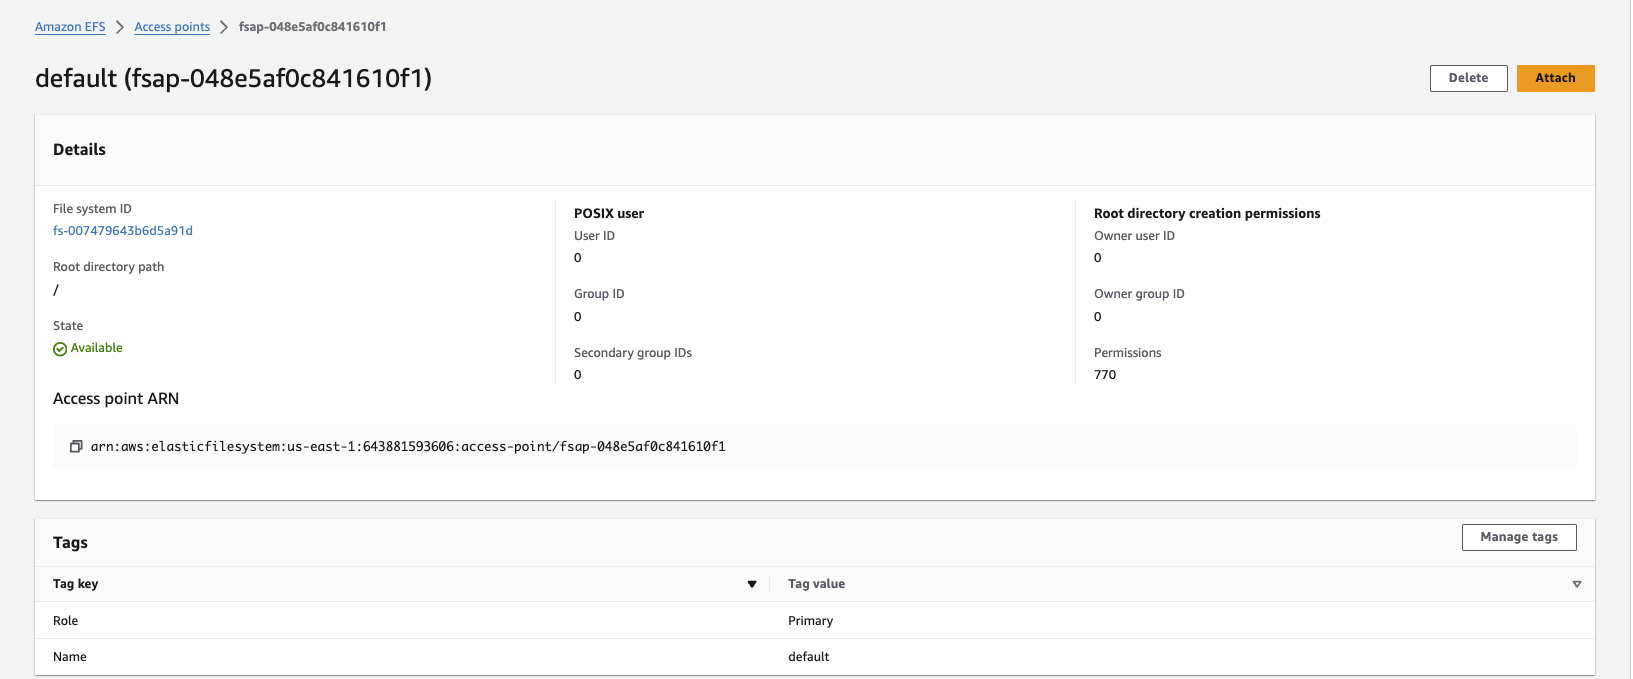 Amazon EFS > Access points > fsap-048e5af0c841610f1
default (fsap-048e5af0c841610f1)
Delete
Attach
Details
File system ID
fs-007479643b6d5a91d
Root directory path
/
State
Available
POSIX user
User ID
0
Group ID
0
Secondary group IDs
0
Root directory creation permissions
Owner user ID
0
Owner group ID
0
Permissions
770
Access point ARN
arn:aws:elasticfilesystem:us-east-1:643881593606:access-point/fsap-048e5af0c841610f1
Tags
Manage tags
Tag key Tag value
Role Primary
Name default